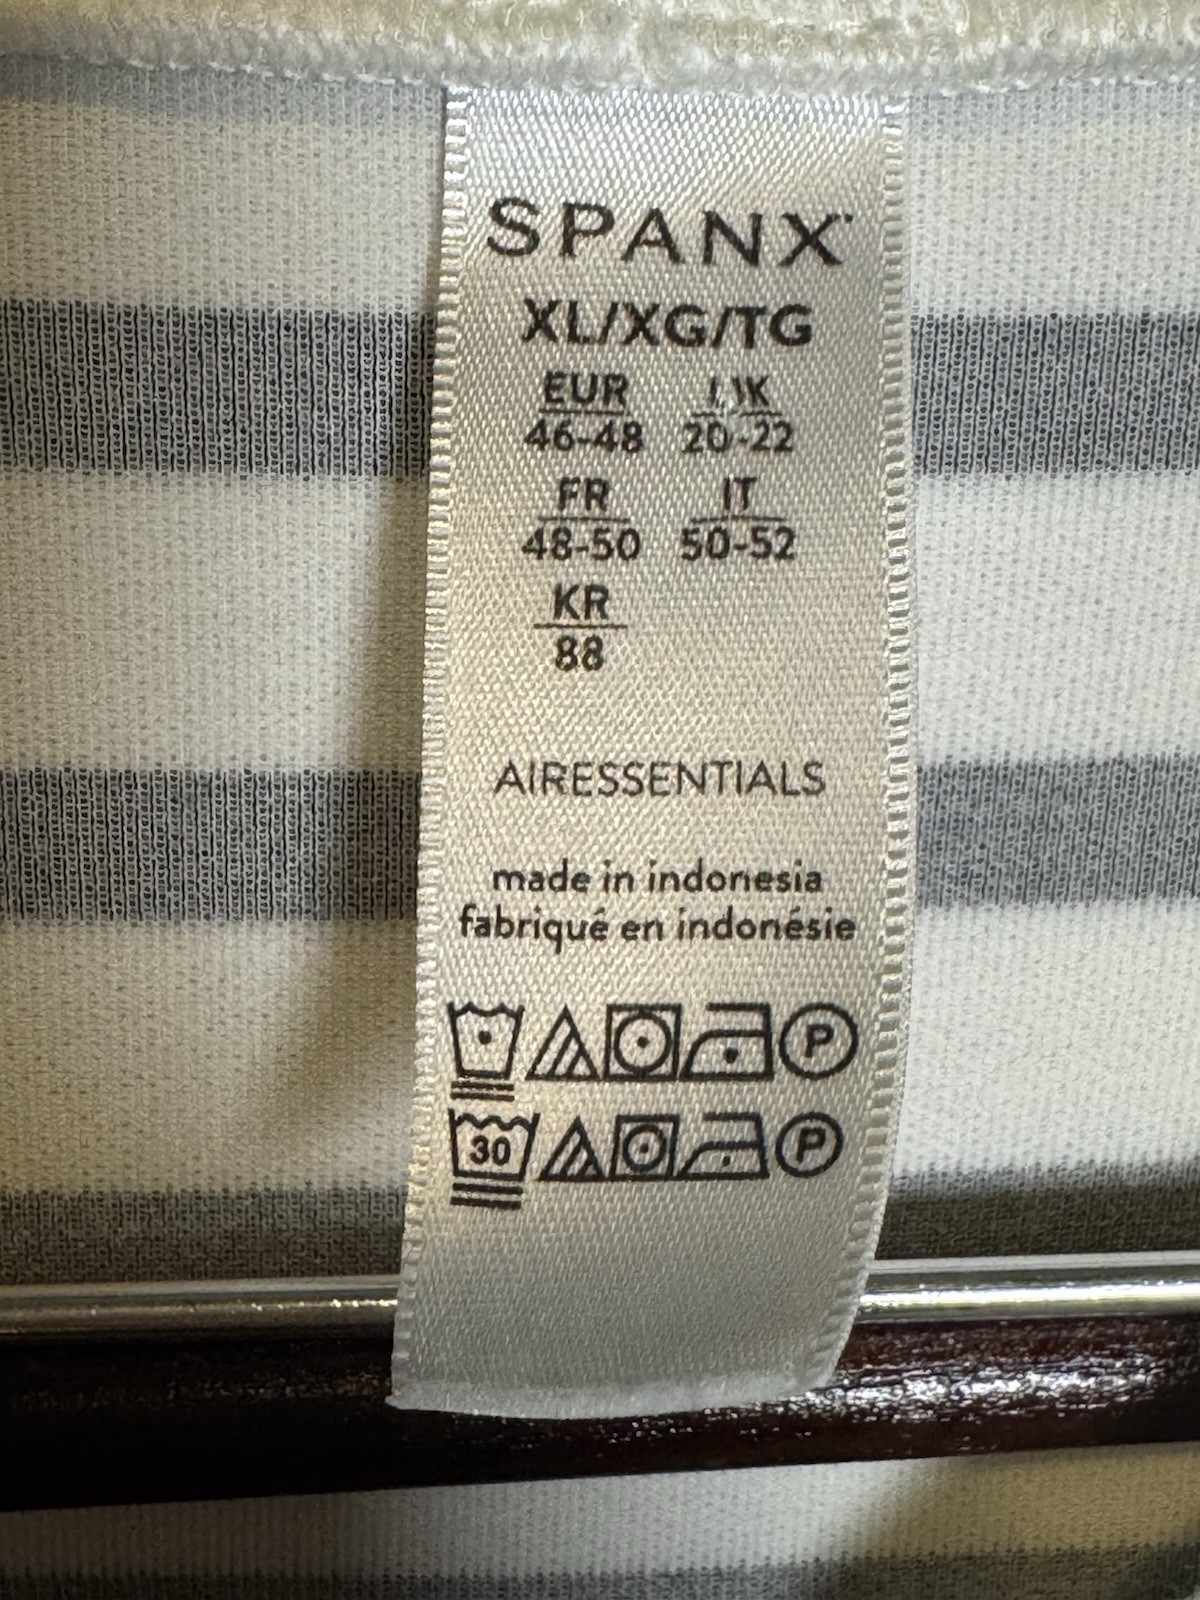 SPANX
XL/XG/TG
EUR UK
46-48 20-22
FR IT
48-50 50-52
KR
88
AIRESSENTIALS
made in indonesia
fabriqué en indonésie
P
30 P